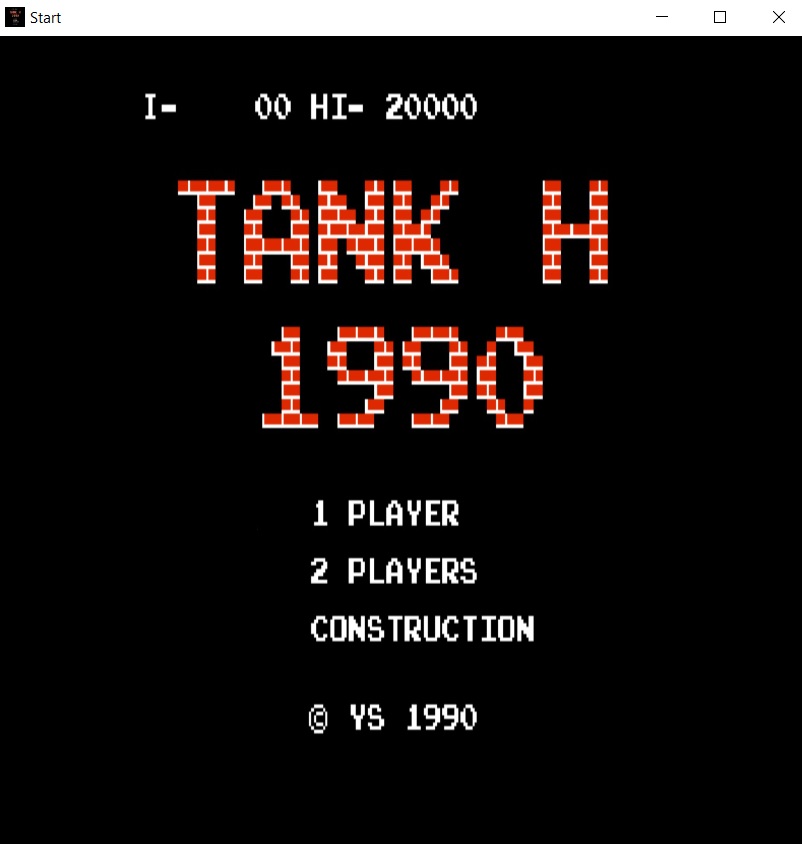 Start
I- 00 HI- 20000
TANK H
1990
1 PLAYER
2 PLAYERS
CONSTRUCTION
© YS 1990